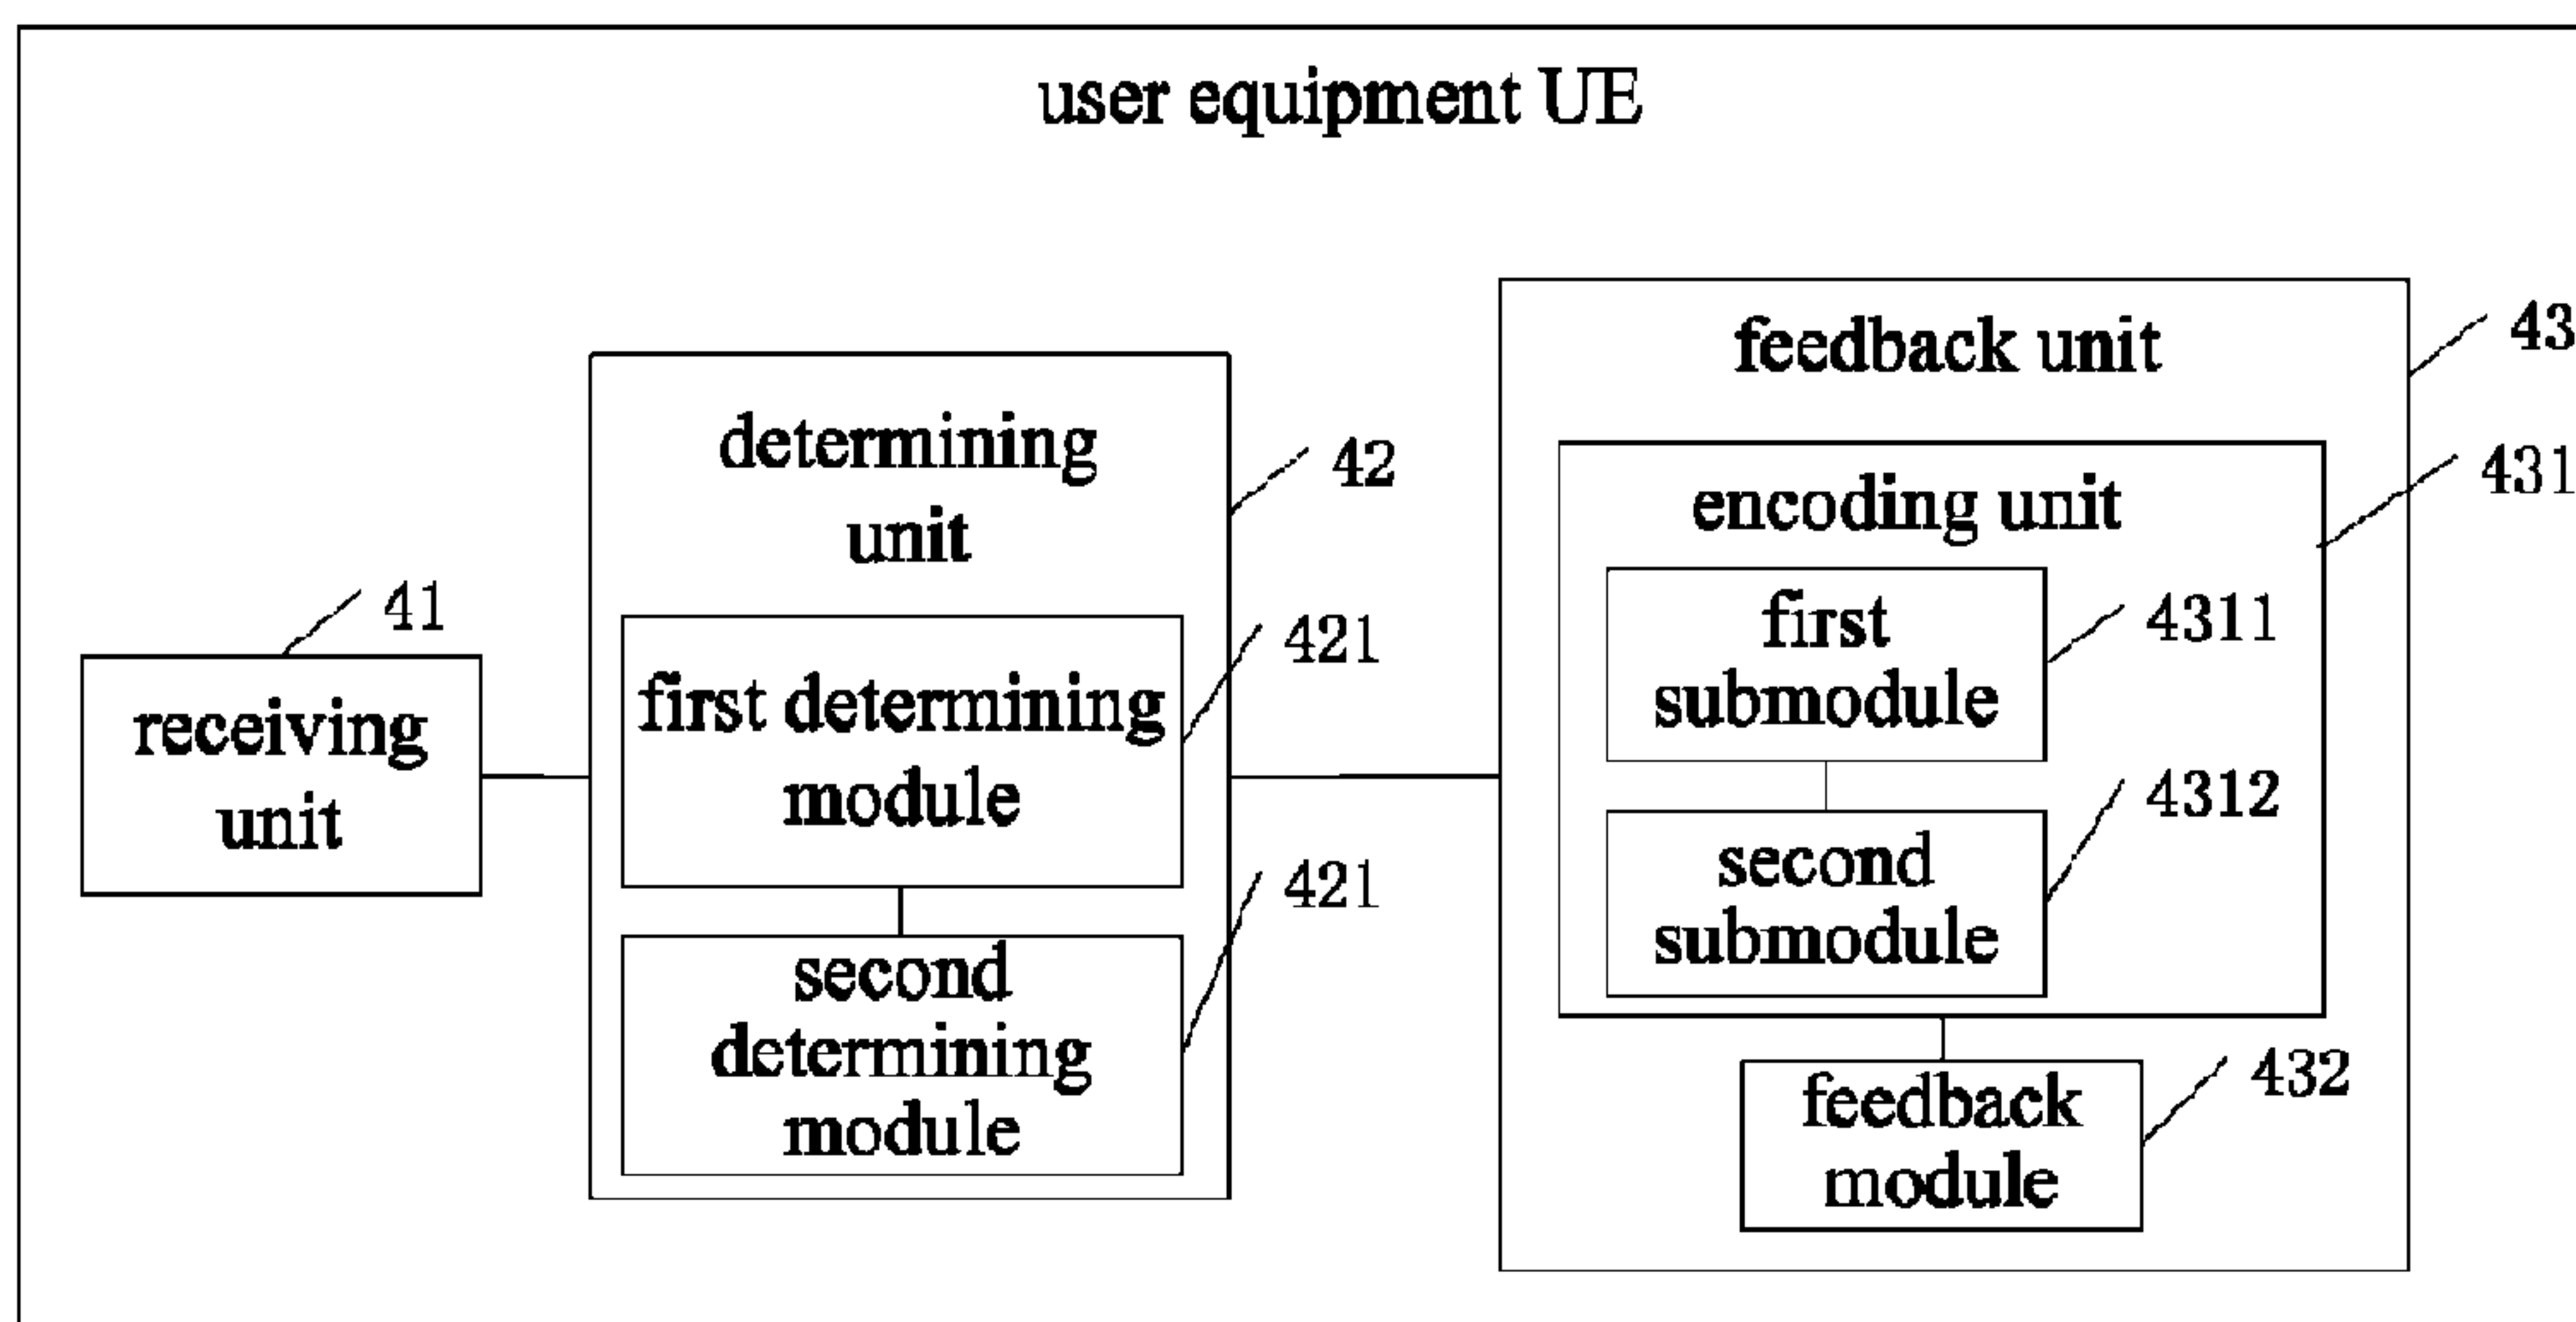 user equipment UE
41
receiving
unit
42
determining
unit
421
first determining
module
421
second
determining
module
43
feedback unit
431
encoding unit
4311
first
submodule
4312
second
submodule
432
feedback
module